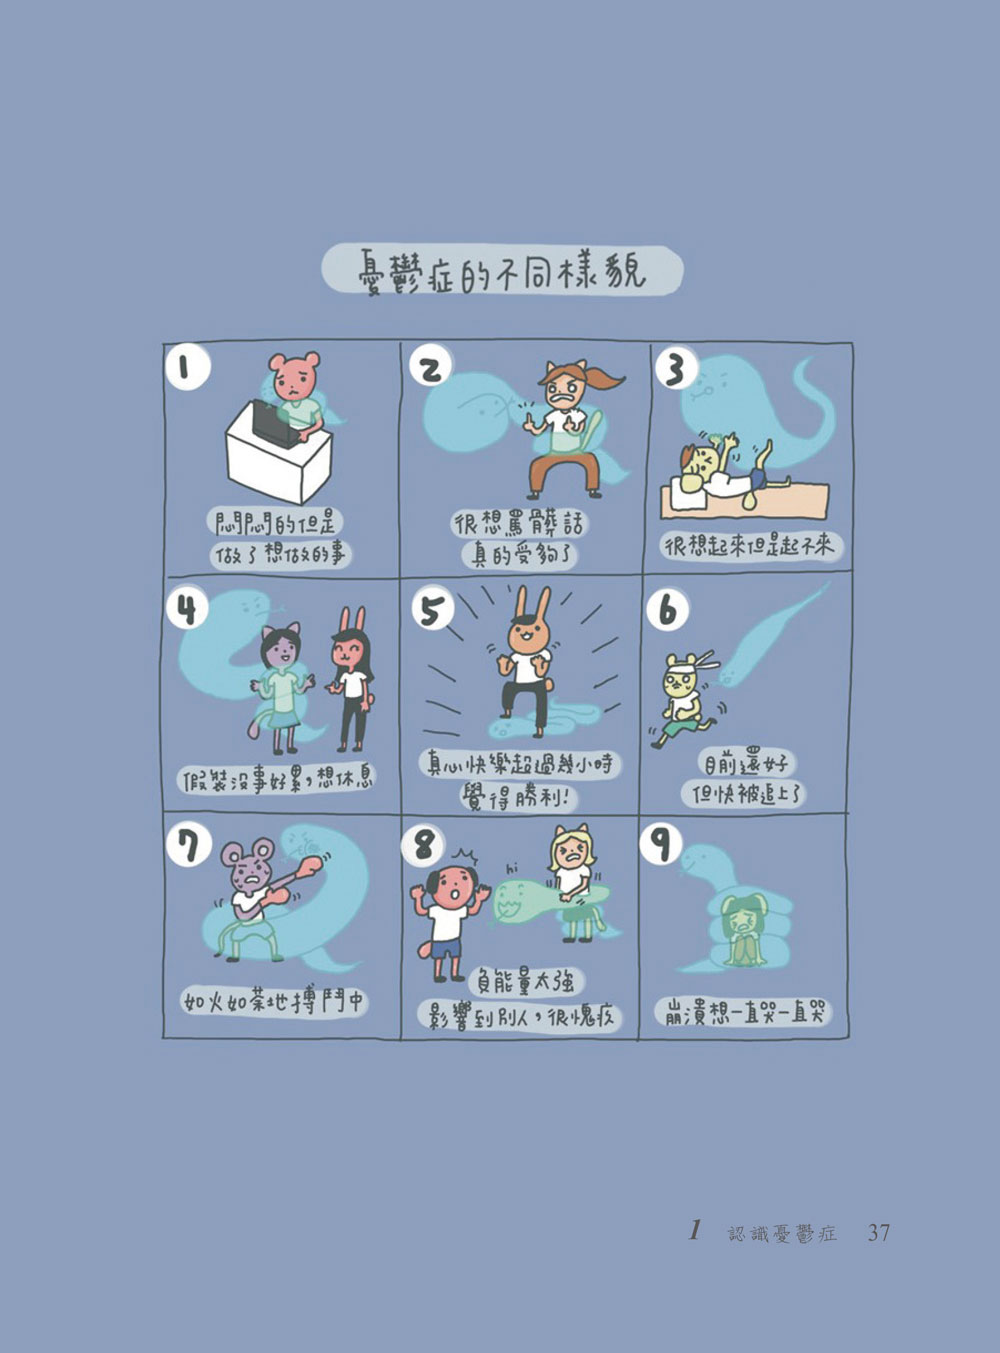 憂鬱症的不同樣貌
1
悶悶的但是
做了想做的事
2
很想罵髒話
真的受夠了
3
很想起來但是起不來
4
假裝沒事好累，想休息
5
真心快樂超過幾小時
覺得勝利!
6
目前還好
但快被追上了
7
如火如荼地搏鬥中
8
hi
負能量太強
影響到別人，很愧疚
9
崩潰想一直哭一直哭
1 認識憂鬱症 37